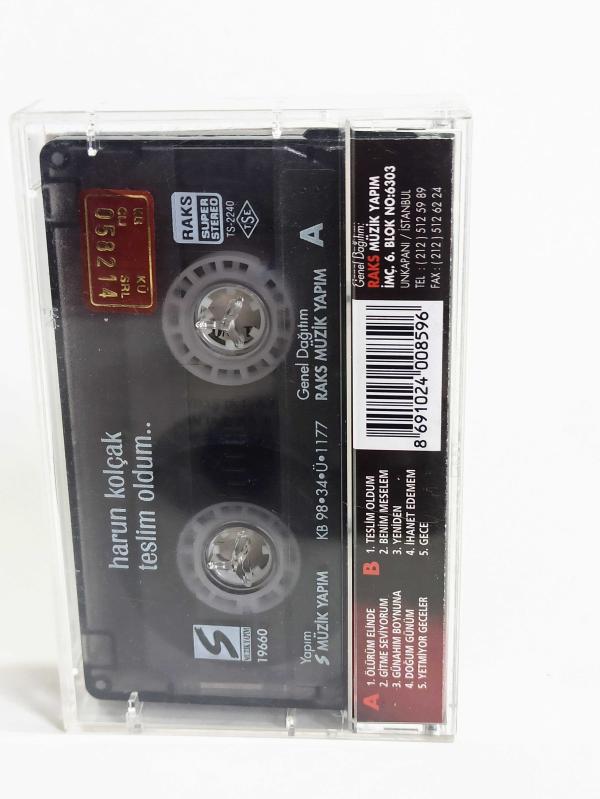 harun kolçak
teslim oldum..
KÜ
SRL
058214
RAKS
SUPER
STEREO
TS-2240
TSE
A
S
19660
Yapım
S MÜZİK YAPIM
KB 98•34•Ü•1177
Genel Dağıtım
RAKS MÜZİK YAPIM
A
1. ÖLÜRÜM ELİNDE
2. GİTME SEVİYORUM
3. GÜNAHIM BOYNUNA
4. DOĞUM GÜNÜM
5. YETMİYOR GECELER
B
1. TESLİM OLDUM
2. BENİM MESELEM
3. YENİDEN
4. İHANET EDEMEM
5. GECE
8 691024 008596
Genel Dağıtım:
RAKS MÜZİK YAPIM
İMÇ. 6. BLOK NO:6303
UNKAPANI / İSTANBUL
TEL : ( 212 ) 512 59 89
FAX : ( 212 ) 512 62 24